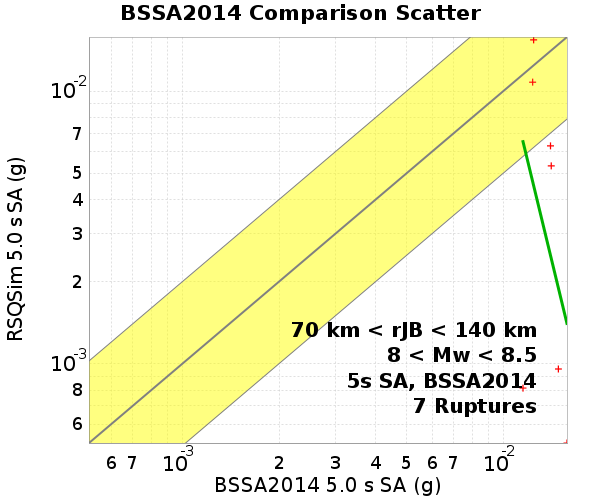 BSSA2014 Comparison Scatter
RSQSim 5.0 s SA (g)
10-2
7
5
4
3
2
10-3
8
6
70 km < rJB < 140 km
8 < Mw < 8.5
5s SA, BSSA2014
7 Ruptures
6 7 10-3 2 3 4 5 6 7 10-2
BSSA2014 5.0 s SA (g)